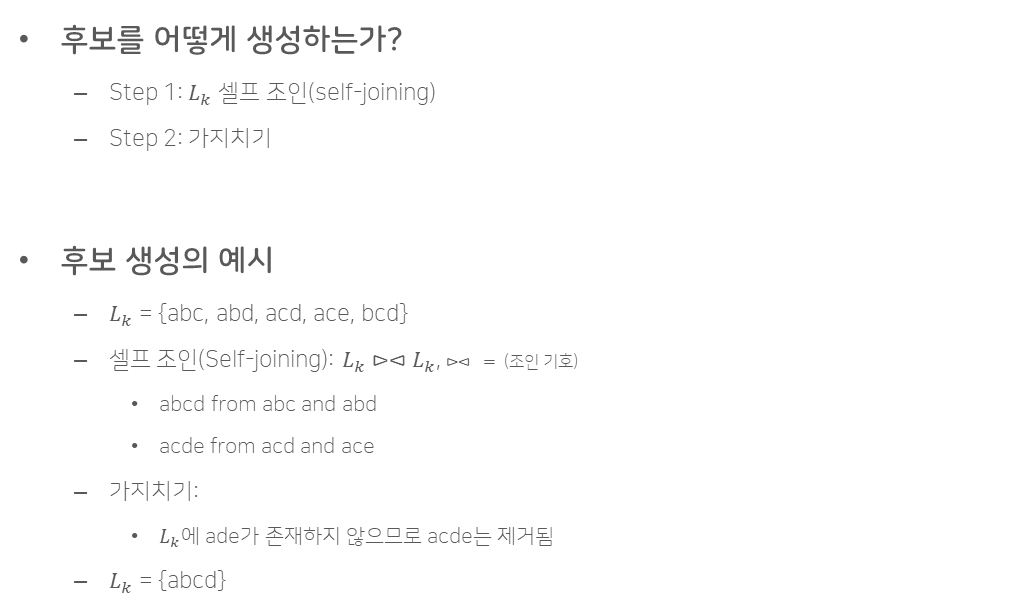 • 후보를 어떻게 생성하는가?
– Step 1: Lₖ 셀프 조인(self-joining)
– Step 2: 가지치기
• 후보 생성의 예시
– Lₖ = {abc, abd, acd, ace, bcd}
– 셀프 조인(Self-joining): Lₖ ⊳⊲ Lₖ, ⊳⊲ = (조인 기호)
• abcd from abc and abd
• acde from acd and ace
– 가지치기:
• Lₖ에 ade가 존재하지 않으므로 acde는 제거됨
– Lₖ = {abcd}